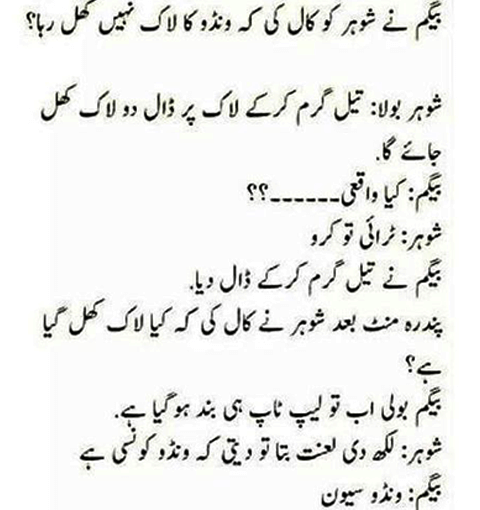 بیگم نے شوہر کو کال کی کہ ونڈو کا لاک نہیں کھل رہا؟
شوہر بولا: تیل گرم کرکے لاک پر ڈال دو لاک کھل
جائے گا.
بیگم: کیا واقعی------؟؟
شوہر: ٹرائی تو کرو
بیگم نے تیل گرم کرکے ڈال دیا.
پندرہ منٹ بعد شوہر نے کال کی کہ کیا لاک کھل گیا
ہے؟
بیگم بولی اب تو لیپ ٹاپ ہی بند ہوگیا ہے.
شوہر: لکھ دی لعنت بتا تو دیتی کہ ونڈو کونسی ہے
بیگم: ونڈو سیون